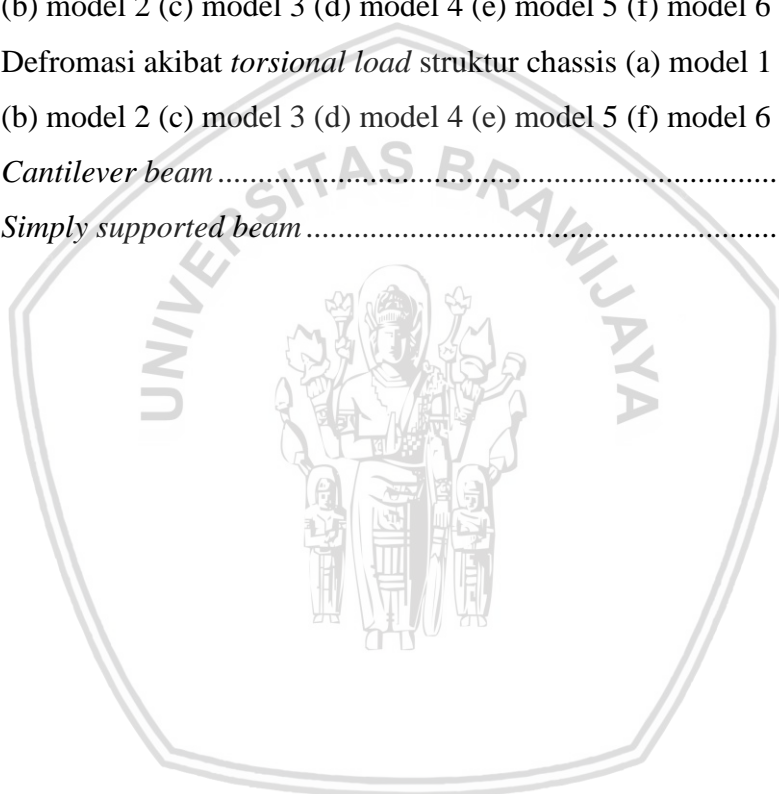 (b) model 2 (c) model 3 (d) model 4 (e) model 5 (f) model 6
Defromasi akibat torsional load struktur chassis (a) model 1
(b) model 2 (c) model 3 (d) model 4 (e) model 5 (f) model 6
Cantilever beam ......................................................................
Simply supported beam ...........................................................
UNIVERSITAS BRAWIJAYA